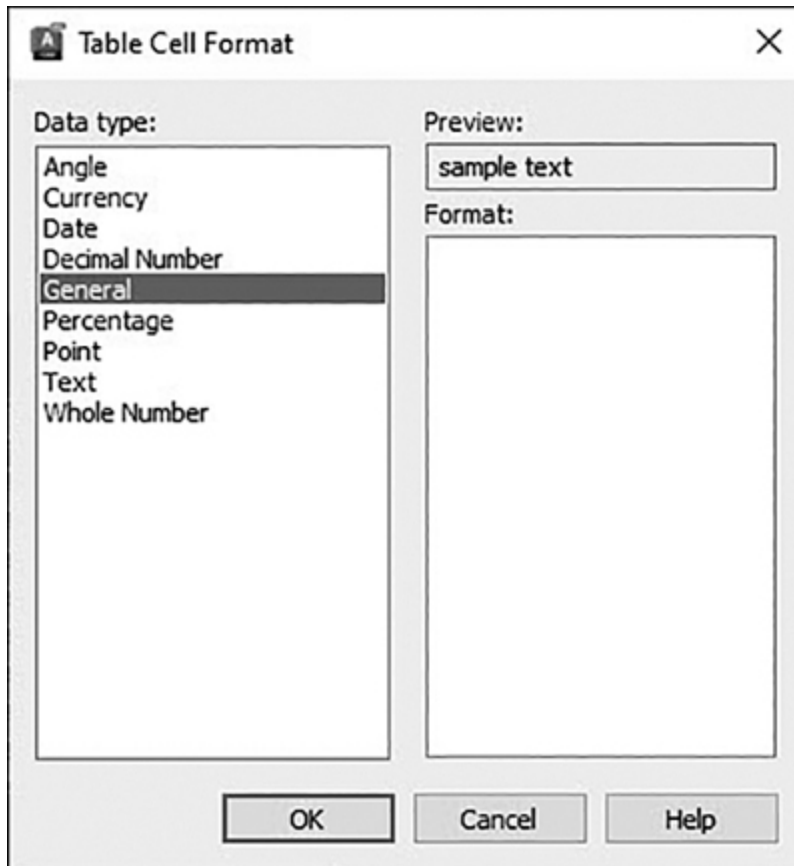 Table Cell Format
Data type:
Angle
Currency
Date
Decimal Number
General
Percentage
Point
Text
Whole Number
Preview:
sample text
Format:
OK
Cancel
Help